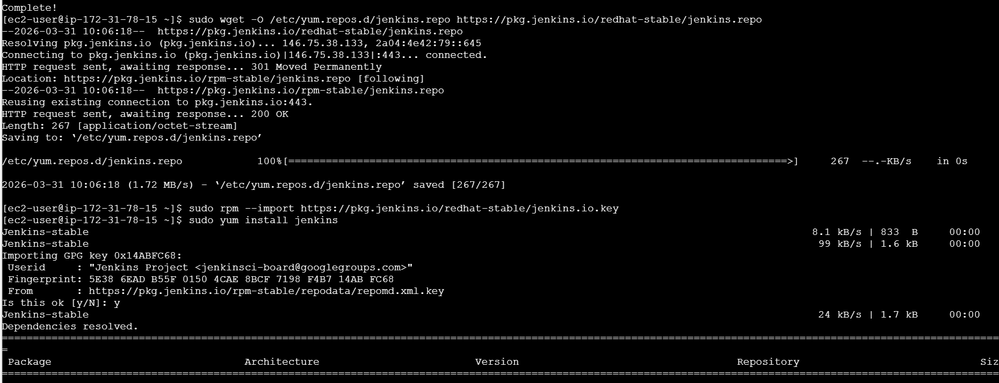 Complete!
[ec2-user@ip-172-31-78-15 ~]$ sudo wget -O /etc/yum.repos.d/jenkins.repo https://pkg.jenkins.io/redhat-stable/jenkins.repo
--2026-03-31 10:06:18--  https://pkg.jenkins.io/redhat-stable/jenkins.repo
Resolving pkg.jenkins.io (pkg.jenkins.io)... 146.75.38.133, 2a04:4e42:79::645
Connecting to pkg.jenkins.io (pkg.jenkins.io)|146.75.38.133|:443... connected.
HTTP request sent, awaiting response... 301 Moved Permanently
Location: https://pkg.jenkins.io/rpm-stable/jenkins.repo [following]
--2026-03-31 10:06:18--  https://pkg.jenkins.io/rpm-stable/jenkins.repo
Reusing existing connection to pkg.jenkins.io:443.
HTTP request sent, awaiting response... 200 OK
Length: 267 [application/octet-stream]
Saving to: ‘/etc/yum.repos.d/jenkins.repo’
/etc/yum.repos.d/jenkins.repo            100%[================================================================================>]     267  --.-KB/s    in 0s
2026-03-31 10:06:18 (1.72 MB/s) - ‘/etc/yum.repos.d/jenkins.repo’ saved [267/267]
[ec2-user@ip-172-31-78-15 ~]$ sudo rpm --import https://pkg.jenkins.io/redhat-stable/jenkins.io.key
[ec2-user@ip-172-31-78-15 ~]$ sudo yum install jenkins
Jenkins-stable 8.1 kB/s | 833  B     00:00
Jenkins-stable 99 kB/s | 1.6 kB     00:00
Importing GPG key 0x14ABFC68:
 Userid     : "Jenkins Project <jenkinsci-board@googlegroups.com>"
 Fingerprint: 5E38 6EAD B55F 0150 4CAE 8BCF 7198 F4B7 14AB FC68
 From       : https://pkg.jenkins.io/rpm-stable/repodata/repomd.xml.key
Is this ok [y/N]: y
Jenkins-stable 24 kB/s | 1.7 kB     00:00
Dependencies resolved.
================================================================================
=
 Package Architecture Version Repository Siz
================================================================================